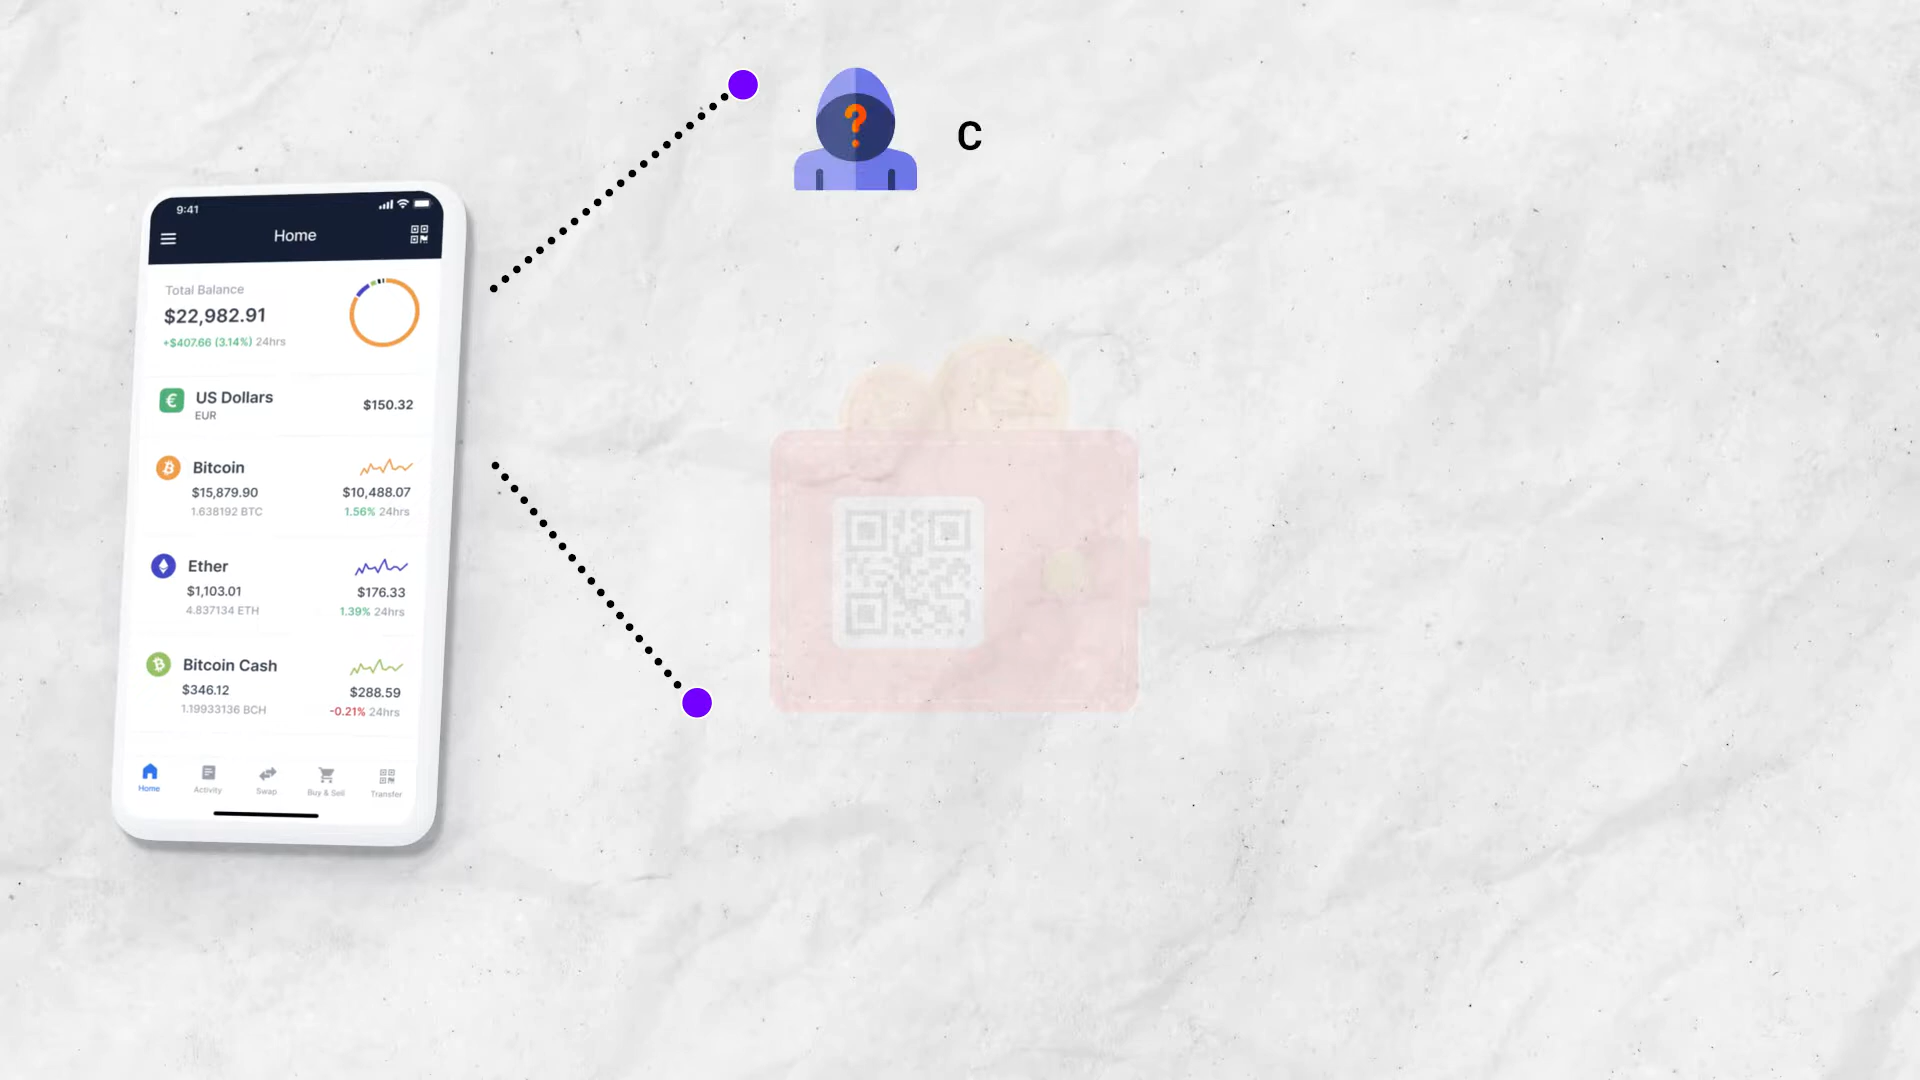 9:41
Home
Total Balance
$22,982.91
+$407.66 (3.14%) 24hrs
€ US Dollars
EUR
$150.32
Bitcoin
$15,879.90
$10,488.07
1.638192 BTC
1.56% 24hrs
Ether
$1,103.01
$176.33
4.837134 ETH
1.39% 24hrs
Bitcoin Cash
$346.12
$288.59
1.19933136 BCH
-0.21% 24hrs
Home Activity Swap Buy & Sell Transfer
?
C